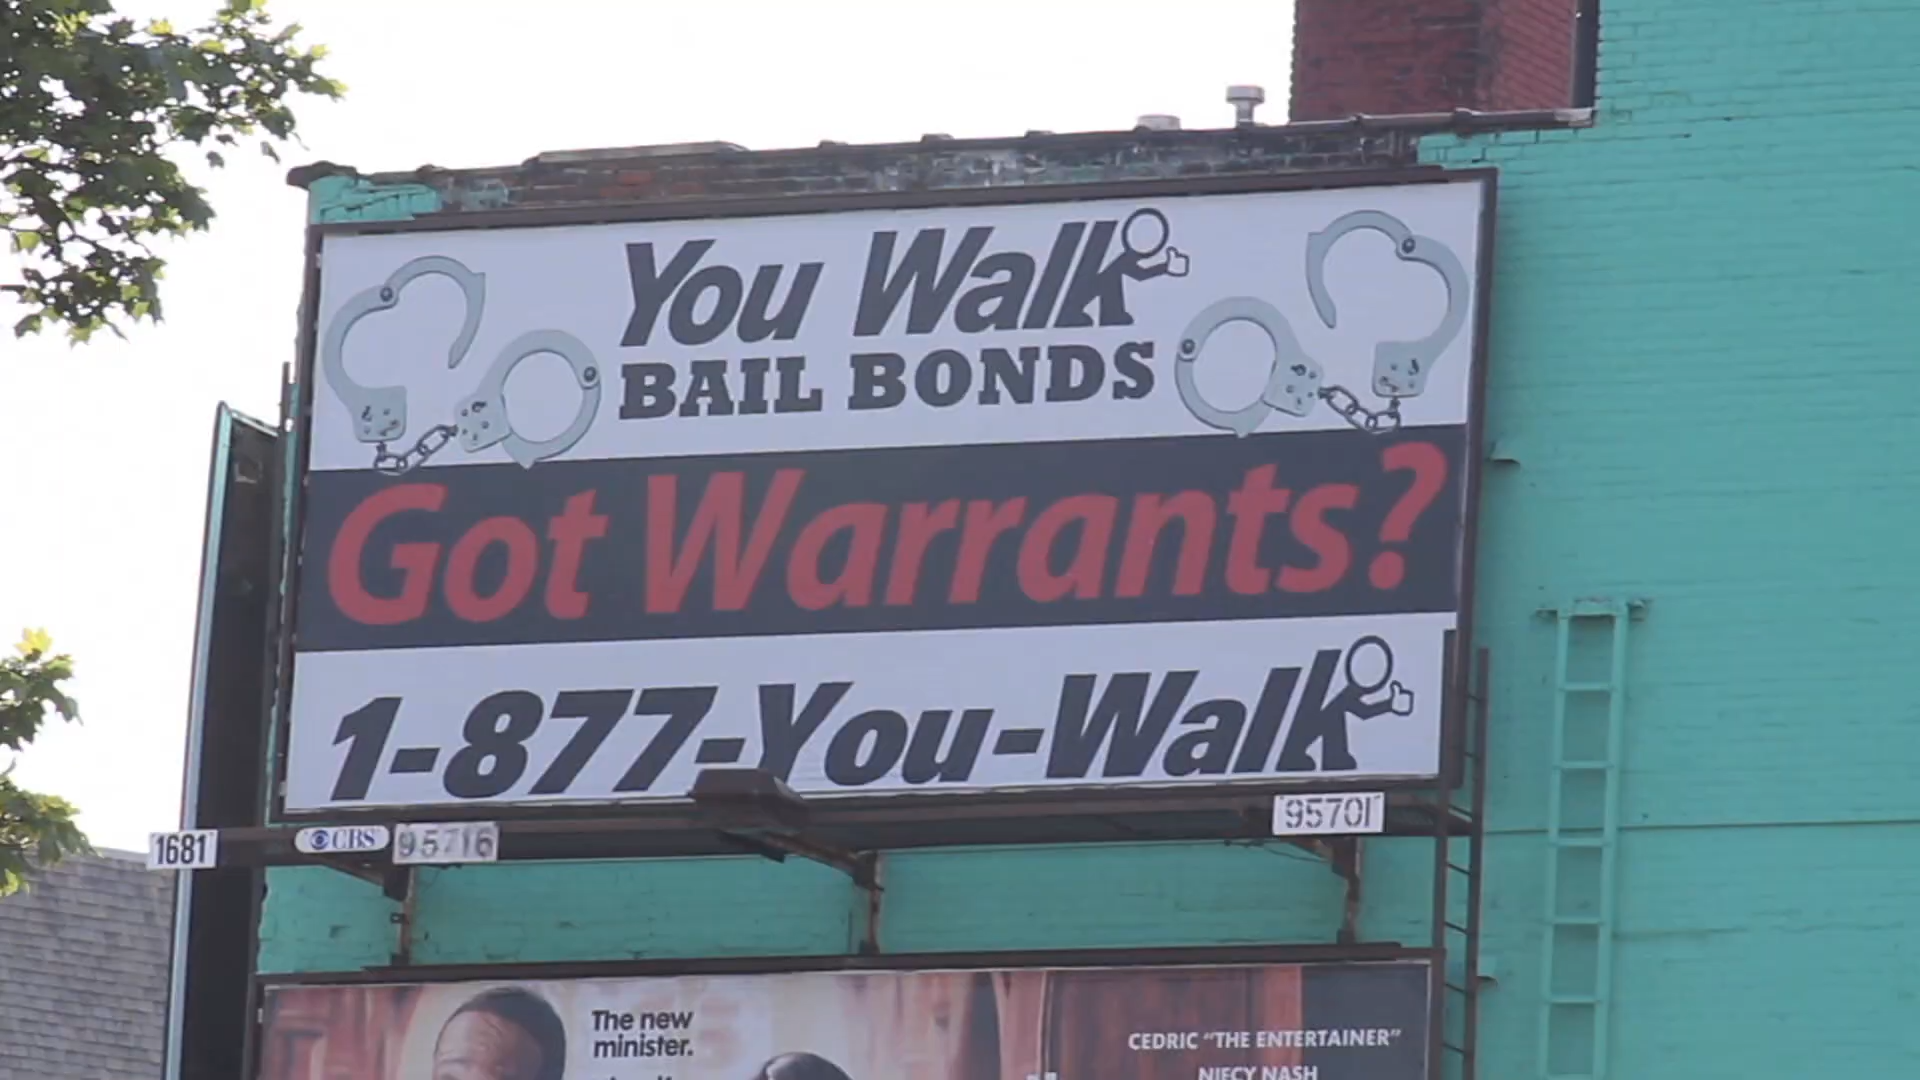 You Walk
BAIL BONDS
Got Warrants?
1-877-You-Walk
1681
CBS
95716
95701
The new
minister.
CEDRIC "THE ENTERTAINER"
NIECY NASH